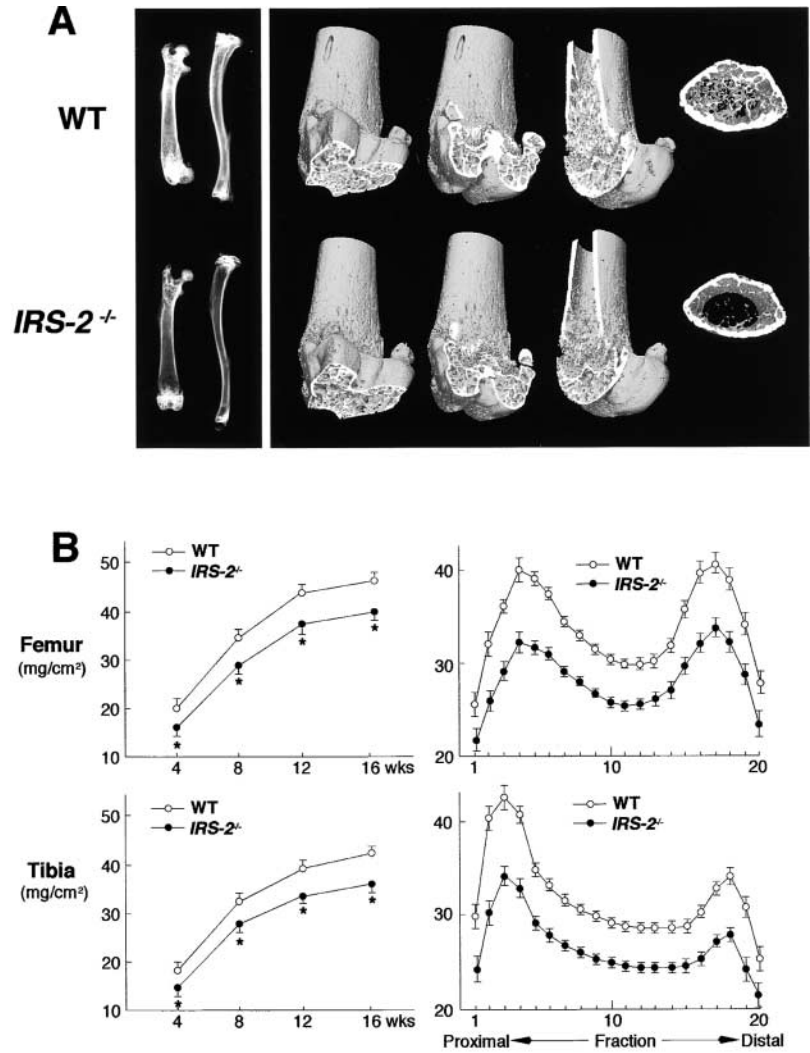 A
WT
IRS-2 -/-
B
50
40
30
20
10
Femur
(mg/cm²)
WT
IRS-2-/-
*
*
*
*
4 8 12 16 wks
40
30
20
WT
IRS-2-/-
1 10 20
50
40
30
20
10
Tibia
(mg/cm²)
WT
IRS-2-/-
*
*
*
*
4 8 12 16 wks
40
30
20
WT
IRS-2-/-
1 10 20
Proximal Fraction Distal